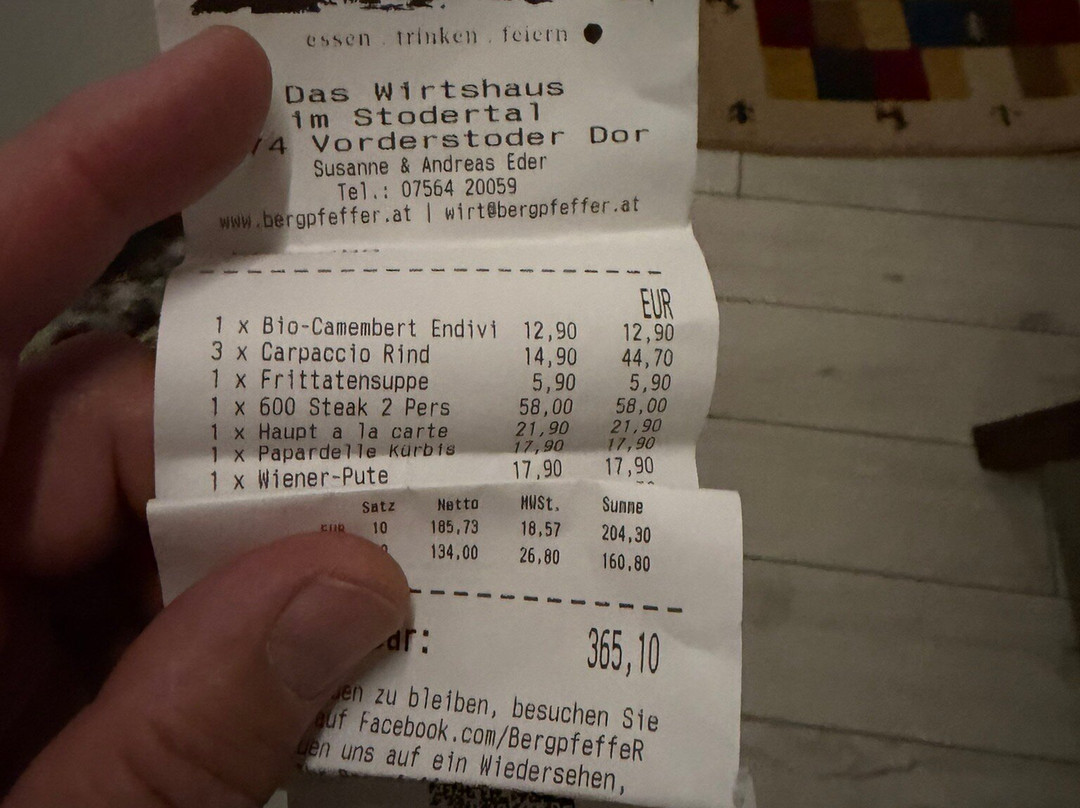 essen . trinken . feiern
Das Wirtshaus
im Stodertal
74 Vorderstoder Dor
Susanne & Andreas Eder
Tel.: 07564 20059
www.bergpfeffer.at | wirt@bergpfeffer.at
EUR
1 x Bio-Camembert Endivi 12,90 12,90
3 x Carpaccio Rind 14,90 44,70
1 x Frittatensuppe 5,90 5,90
1 x 600 Steak 2 Pers 58,00 58,00
1 x Haupt a la carte 21,90 21,90
1 x Papardelle Kürbis 17,90 17,90
1 x Wiener-Pute 17,90 17,90
Satz Netto MWSt. Summe
EUR 10 185,73 18,57 204,30
134,00 26,80 160,80
365,10
zu bleiben, besuchen Sie
auf Facebook.com/BergpfeffeR
uns auf ein Wiedersehen,